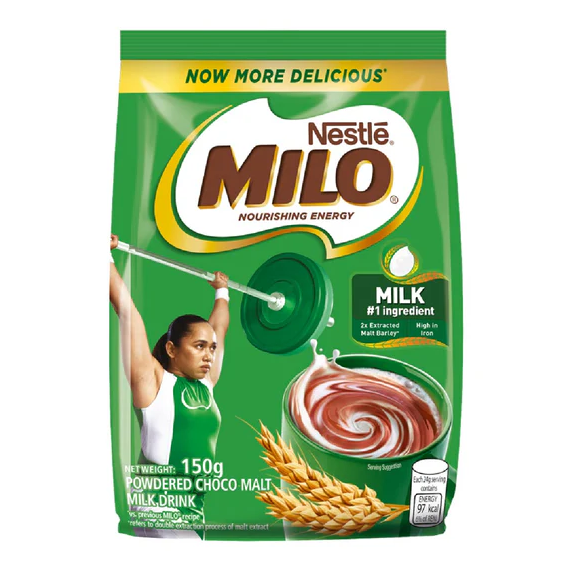 NOW MORE DELICIOUS*
Nestlé®
MILO®
NOURISHING ENERGY
MILK
#1 ingredient
2x Extracted
Malt Barley^
High in
Iron
Serving Suggestion
NET WEIGHT: 150g
POWDERED CHOCO MALT
MILK DRINK
*vs. previous MILO® recipe
refers to double extraction process of malt extract
Each 24g serving
contains
ENERGY
97 kcal